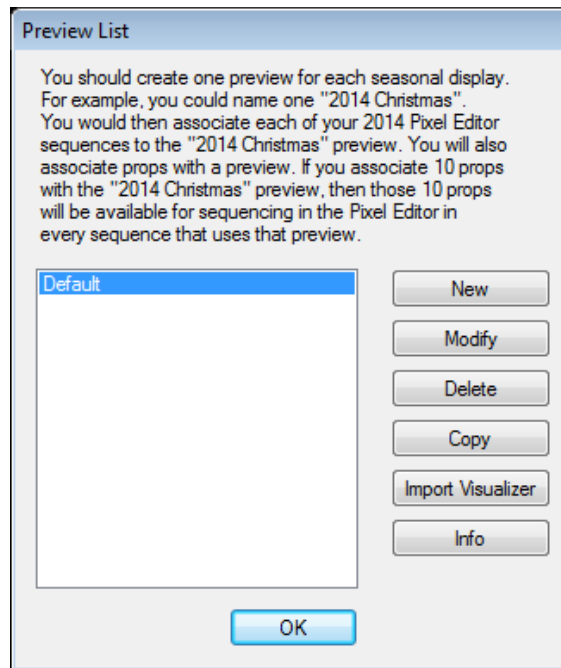 Preview List
You should create one preview for each seasonal display.
For example, you could name one "2014 Christmas".
You would then associate each of your 2014 Pixel Editor
sequences to the "2014 Christmas" preview. You will also
associate props with a preview. If you associate 10 props
with the "2014 Christmas" preview, then those 10 props
will be available for sequencing in the Pixel Editor in
every sequence that uses that preview.
Default
New
Modify
Delete
Copy
Import Visualizer
Info
OK